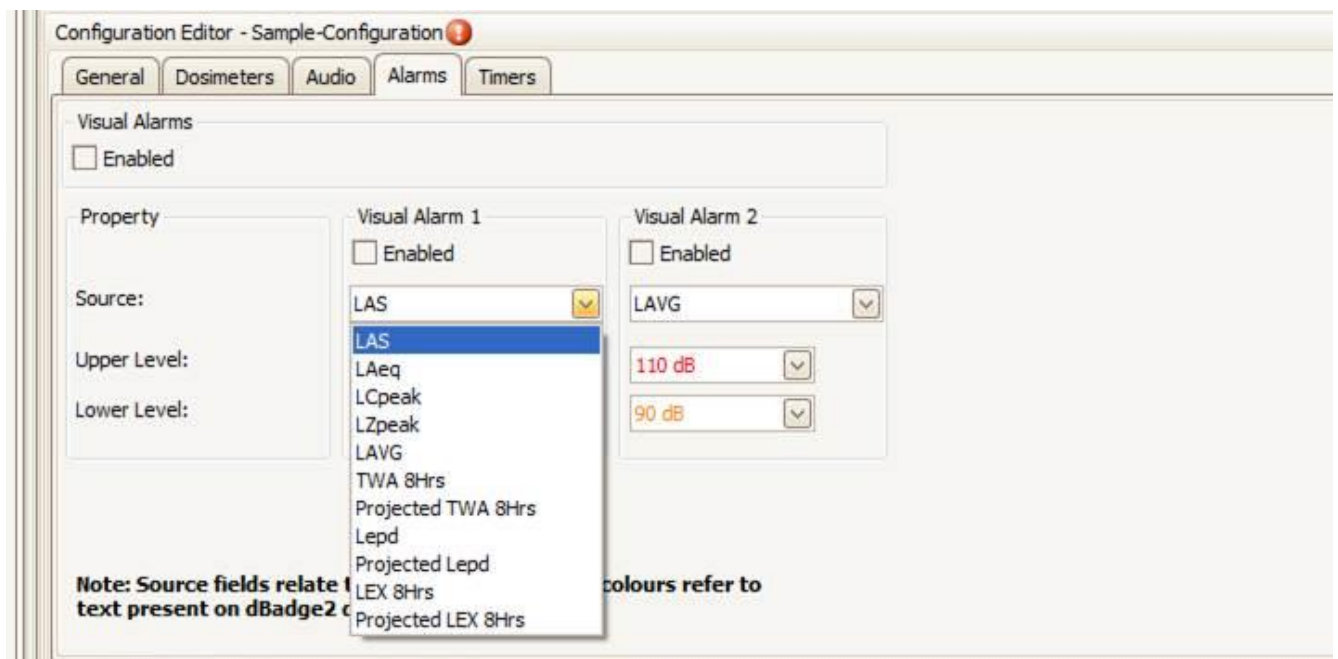 Configuration Editor - Sample-Configuration
General Dosimeters Audio Alarms Timers
Visual Alarms
Enabled
Property
Visual Alarm 1
Visual Alarm 2
Enabled
Enabled
Source:
LAS
LAVG
Upper Level:
110 dB
Lower Level:
90 dB
LAS
LAeq
LCpeak
LZpeak
LAVG
TWA 8Hrs
Projected TWA 8Hrs
Lepd
Projected Lepd
LEX 8Hrs
Projected LEX 8Hrs
Note: Source fields relate colours refer to
text present on dBadge2